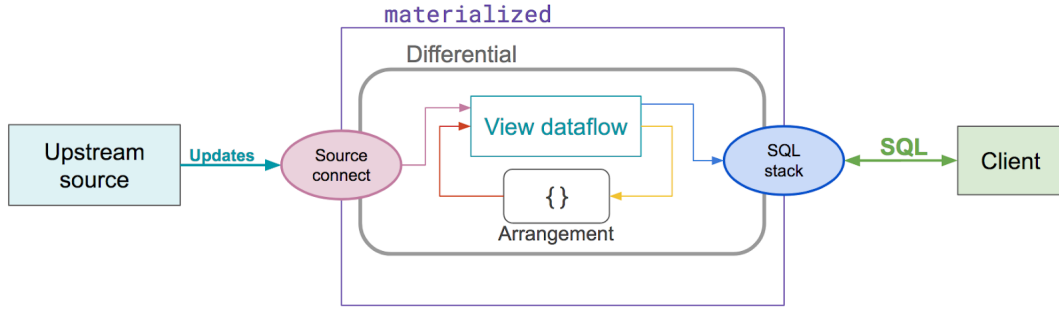 materialized
Differential
Upstream
source
Updates
Source
connect
View dataflow
{}
Arrangement
SQL
stack
SQL
Client